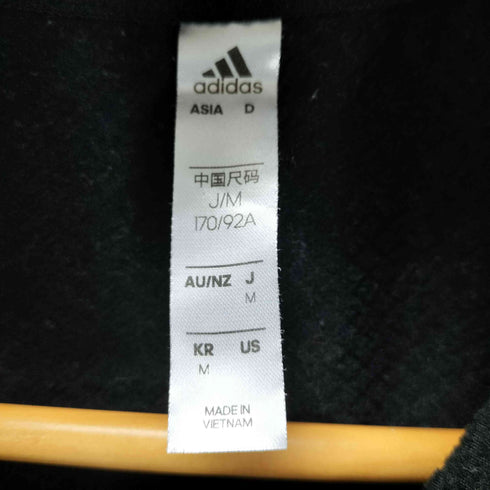 adidas
ASIA D
中国尺码
J/M
170/92A
AU/NZ J
M
KR US
M
MADE IN
VIETNAM